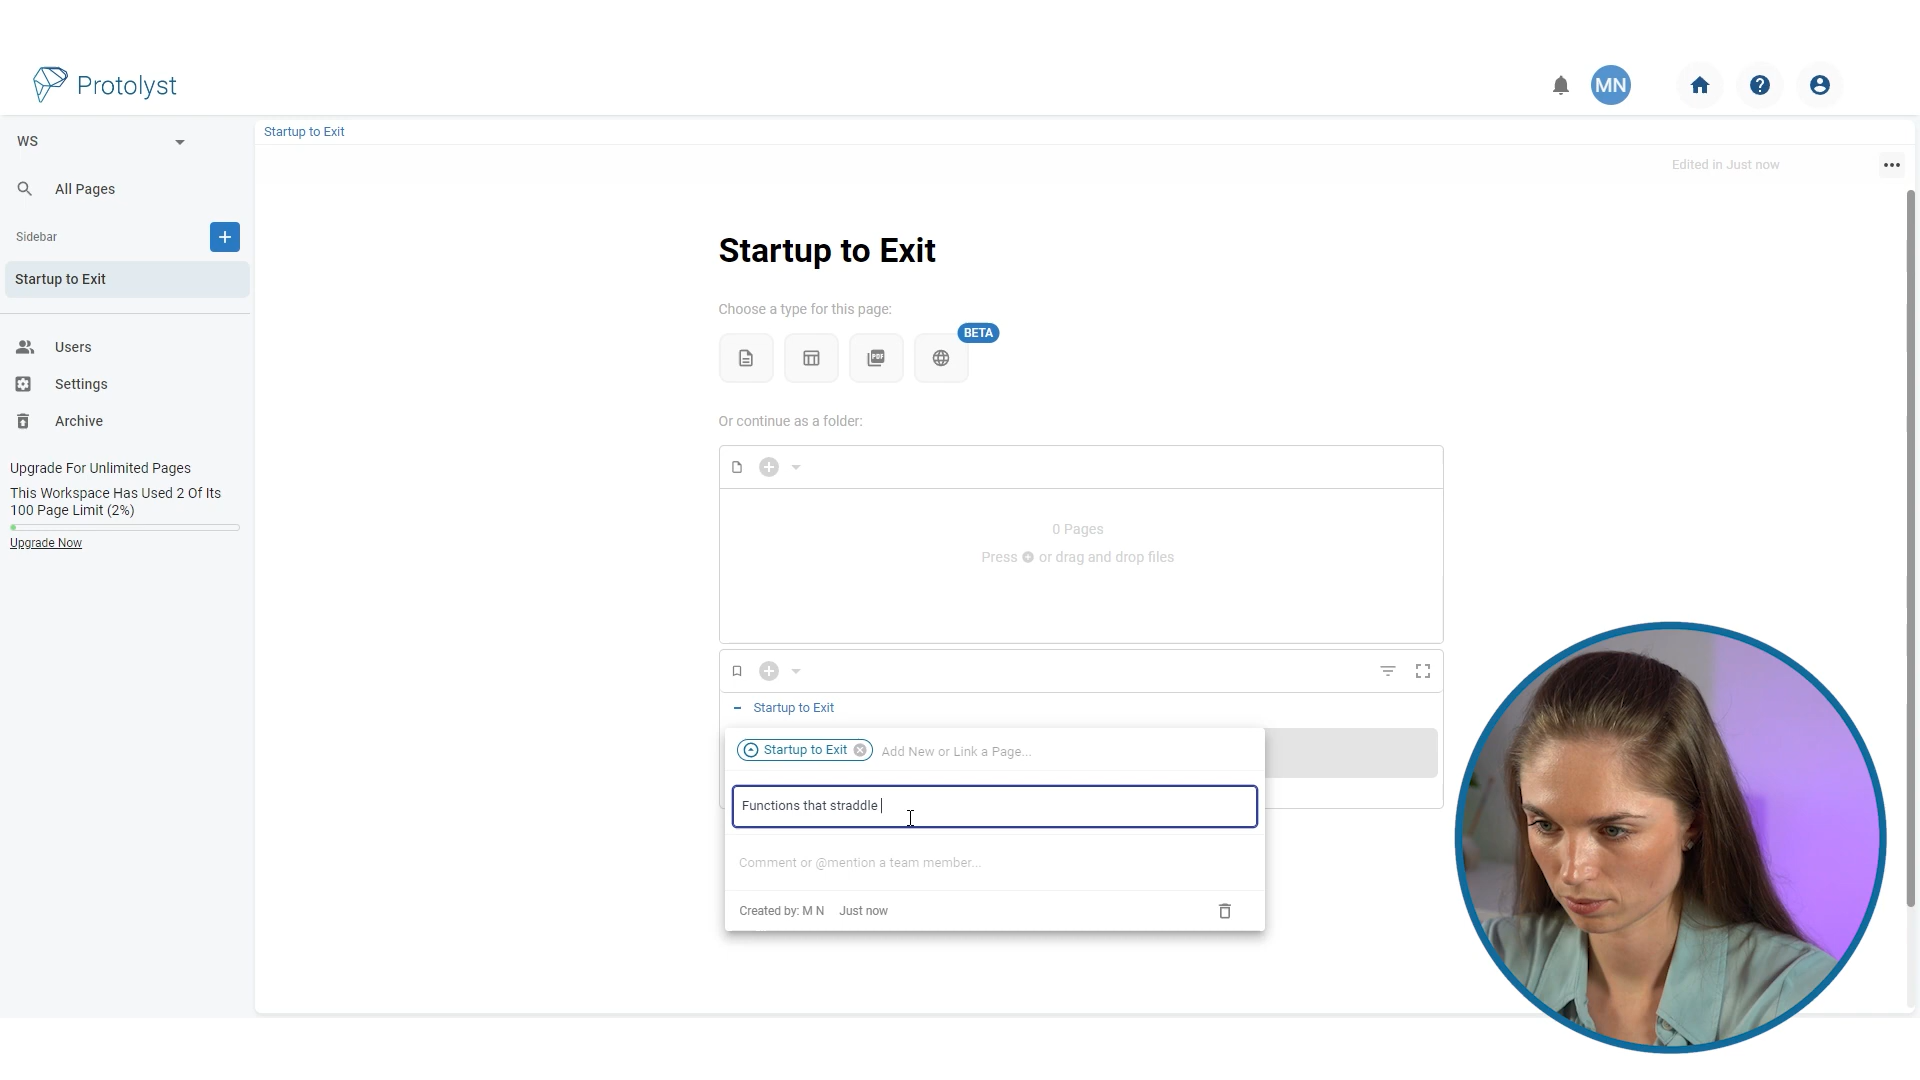 Protolyst
MN
WS
All Pages
Sidebar
Startup to Exit
Users
Settings
Archive
Upgrade For Unlimited Pages
This Workspace Has Used 2 Of Its
100 Page Limit (2%)
Upgrade Now
Startup to Exit
Edited in Just now
Startup to Exit
Choose a type for this page:
BETA
PDF
Or continue as a folder:
0 Pages
Press or drag and drop files
Startup to Exit
Startup to Exit Add New or Link a Page...
Functions that straddle
Comment or @mention a team member...
Created by: M N Just now